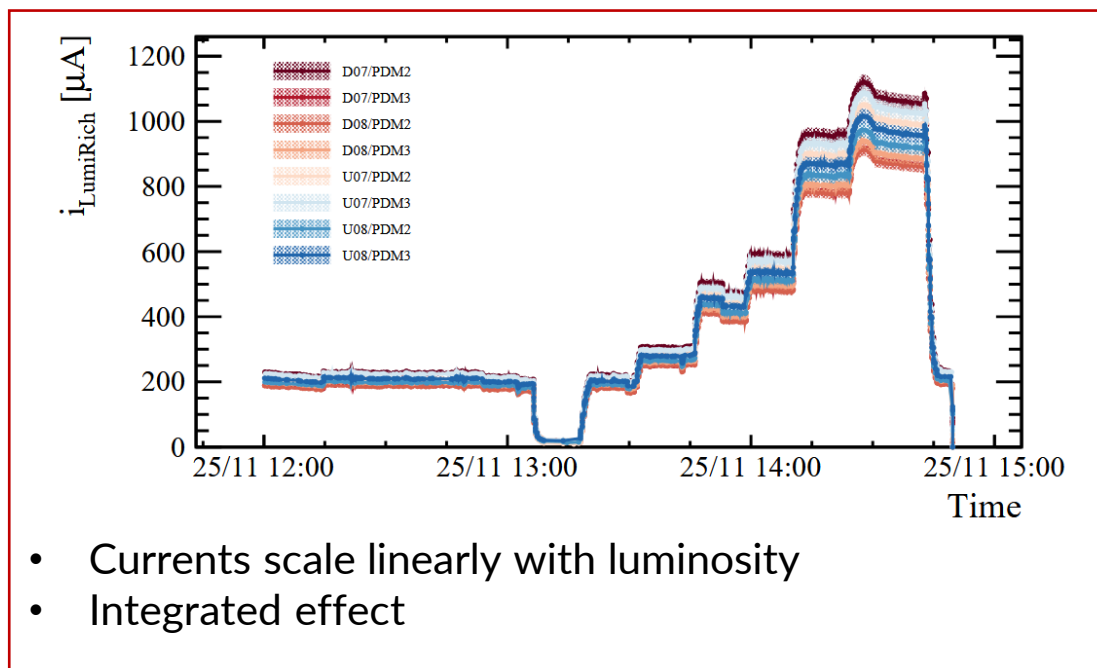 i_LumiRich [µA]
1200
1000
800
600
400
200
0
D07/PDM2
D07/PDM3
D08/PDM2
D08/PDM3
U07/PDM2
U07/PDM3
U08/PDM2
U08/PDM3
25/11 12:00 25/11 13:00 25/11 14:00 25/11 15:00
Time
• Currents scale linearly with luminosity
• Integrated effect